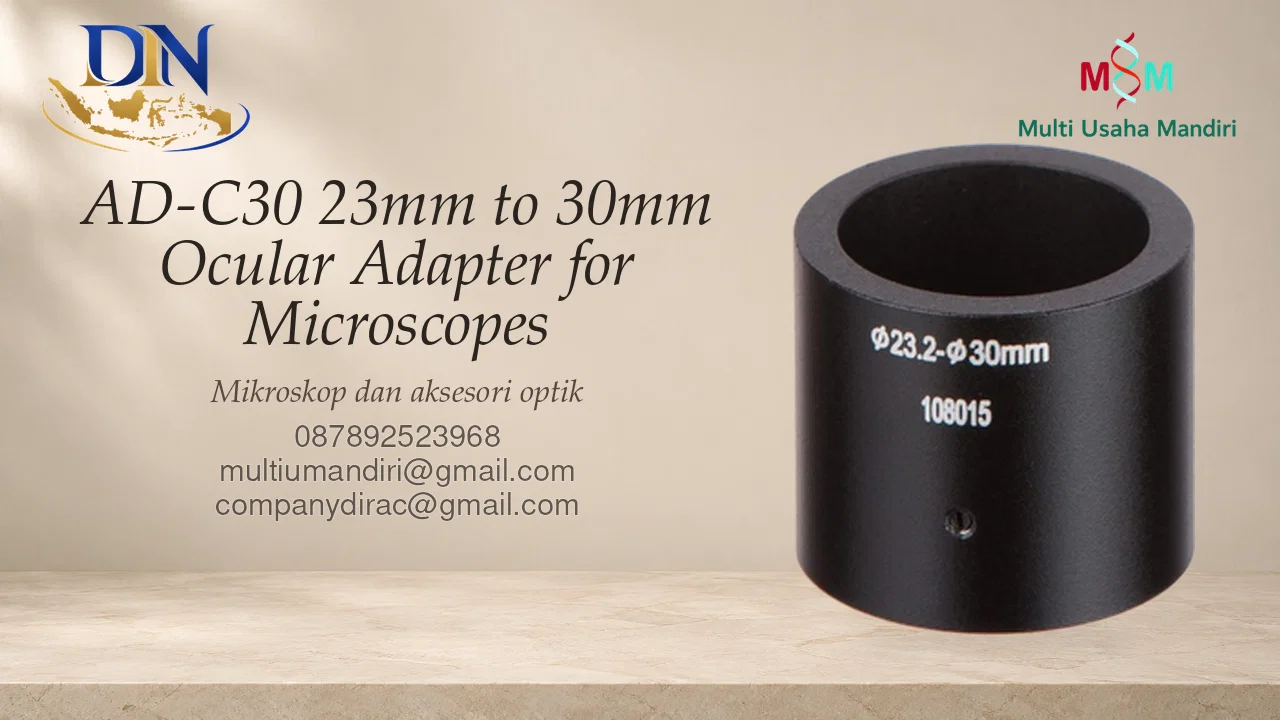 DN
M M
Multi Usaha Mandiri
AD-C30 23mm to 30mm
Ocular Adapter for
Microscopes
Mikroskop dan aksesori optik
087892523968
multiumandiri@gmail.com
companydirac@gmail.com
ϕ23.2-ϕ30mm
108015